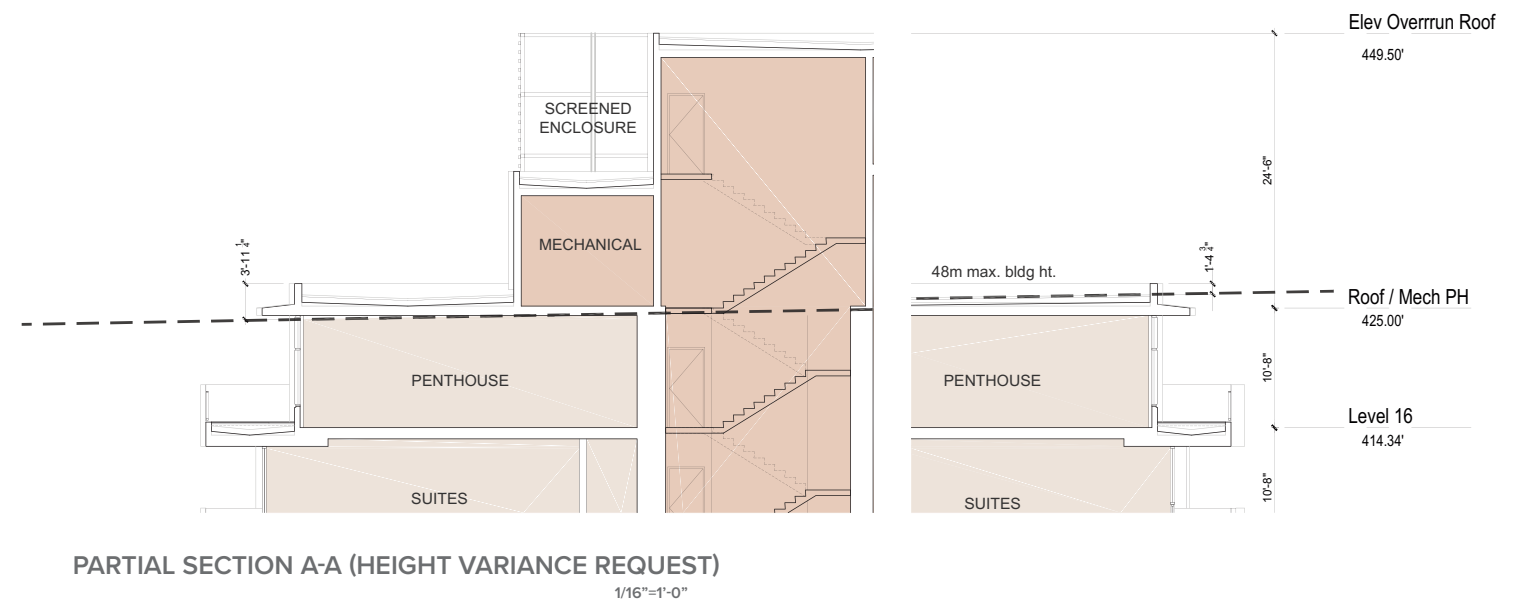 Elev Overrrun Roof
449.50'
SCREENED
ENCLOSURE
24'-6"
MECHANICAL
3'-11 1/4"
48m max. bldg ht.
1'-4 3/4"
Roof / Mech PH
425.00'
PENTHOUSE
PENTHOUSE
10'-8"
Level 16
414.34'
SUITES
SUITES
10'-8"
PARTIAL SECTION A-A (HEIGHT VARIANCE REQUEST)
1/16”=1’-0”